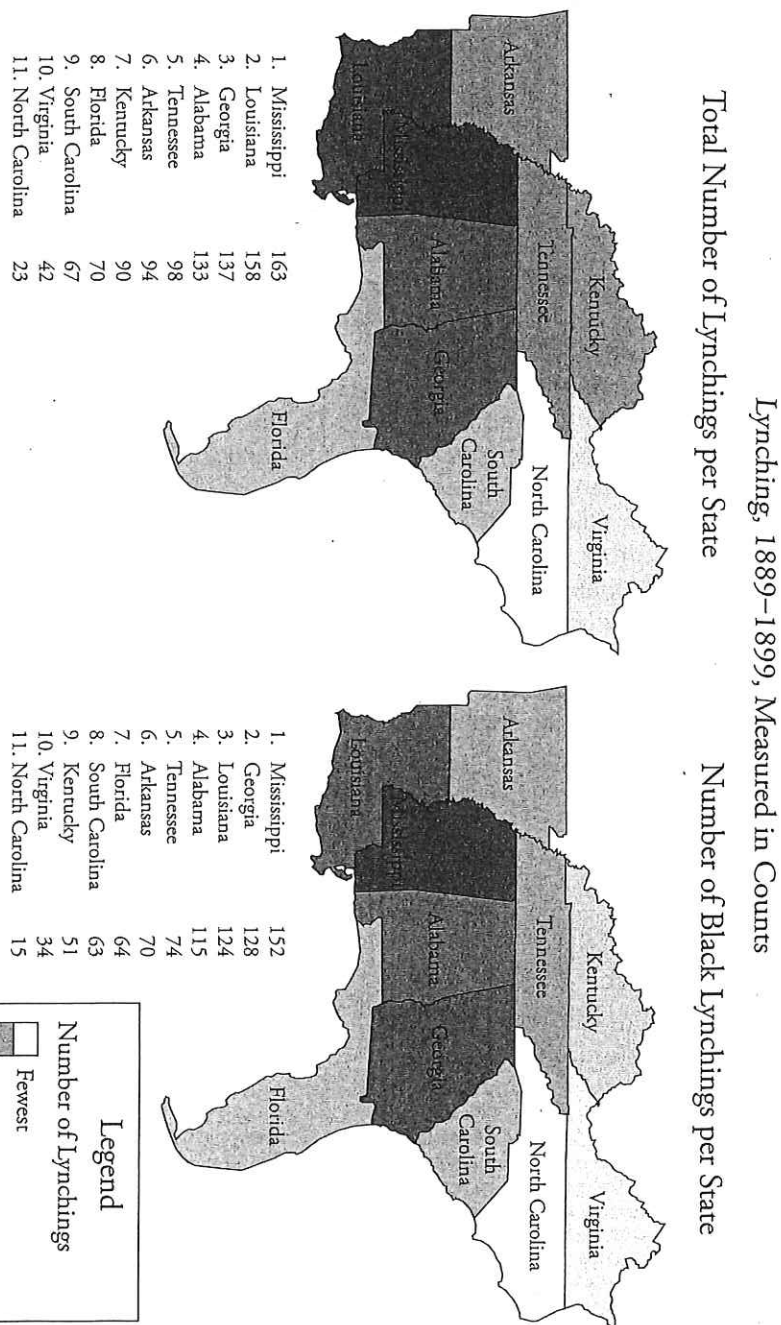 Lynching, 1889–1899, Measured in Counts
Total Number of Lynchings per State
Arkansas
Louisiana
Mississippi
Tennessee
Kentucky
Alabama
Georgia
Florida
South
Carolina
North Carolina
Virginia
1. Mississippi 163
2. Louisiana 158
3. Georgia 137
4. Alabama 133
5. Tennessee 98
6. Arkansas 94
7. Kentucky 90
8. Florida 70
9. South Carolina 67
10. Virginia 42
11. North Carolina 23
Number of Black Lynchings per State
Arkansas
Louisiana
Mississippi
Tennessee
Kentucky
Alabama
Georgia
Florida
South
Carolina
North Carolina
Virginia
1. Mississippi 152
2. Georgia 128
3. Louisiana 124
4. Alabama 115
5. Tennessee 74
6. Arkansas 70
7. Florida 64
8. South Carolina 63
9. Kentucky 51
10. Virginia 34
11. North Carolina 15
Legend
Number of Lynchings
Fewest